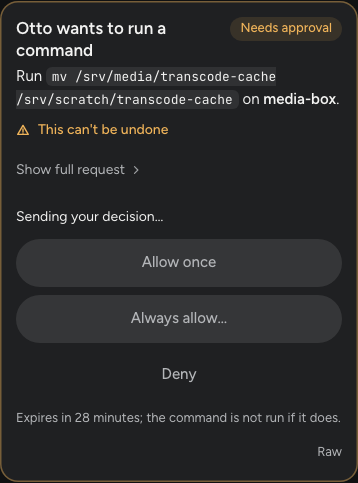 Otto wants to run a
command
Needs approval
Run mv /srv/media/transcode-cache
/srv/scratch/transcode-cache on media-box.
This can't be undone
Show full request
Sending your decision…
Allow once
Always allow…
Deny
Expires in 28 minutes; the command is not run if it does.
Raw